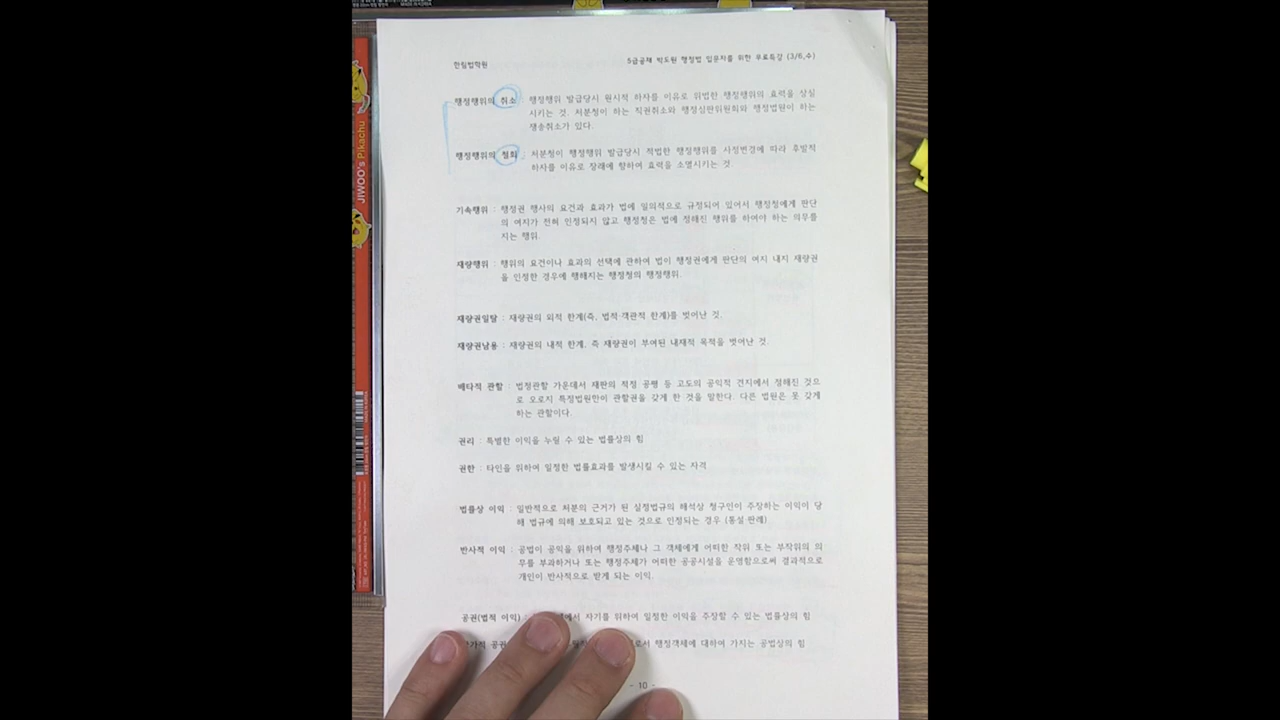 한림법학원
5급공채 박도원 행정법 입문자를 위한 무료특강 (3/6,수)
행정행위의 취소 : 행정행위 발급당시 원시적 하자를 이유로 위법한 행정행위의 효력을 상실
시키는 것. 처분청이 하는 직권취소와 행정심판위원회와 행정법원이 하는
쟁송취소가 있다.
행정행위의 철회 : 처분청이 행정행위 발급당시 적법한 행정행위를 사정변경에 따라 후발적
하자를 이유로 장래에 향하여 효력을 소멸시키는 것
기속행위 : 행정권 행사의 요건과 효과가 법에 일의적으로 규정되어 있어서 행정청에게 판단
의 여지가 전혀 인정되지 않고 행정청은 법에 정해진 행위를 하여야 하는 의무를
지는 행위.
재량행위 : 행위의 요건이나 효과의 선택에 관하여 법이 행정권에게 판단의 여지 내지 재량권
을 인정한 경우에 행해지는 행정청의 행정행위.
재량권일탈 : 재량권의 외적 한계(즉, 법적·객관적 한계)를 벗어난 것.
재량권남용 : 재량권의 내적 한계, 즉 재량권이 부여된 내재적 목적을 벗어난 것.
배타적 관할 : 법정관할 가운데서 재판의 적정·공평 등 고도의 공익적 견지에서 정해진 것으
로 오로지 특정법원만이 관할권을 갖게 한 것을 말한다. 다른 법원은 못 갖게
하는 관할이다.
권리 : 특별한 이익을 누릴 수 있는 법률상의 힘
권한 : 타인을 위하여 일정한 법률효과를 발생시킬 수 있는 자격
법률상 이익 : 일반적으로 처분의 근거가 된 실정법규의 해석상 청구인이 주장하는 이익이 당
해 법규에 의해 보호되고 있는 것으로 인정되는 경우 (통설·판례)
반사적 이익 : 공법이 공익을 위하여 행정주체나 그 객체에게 어떠한 작위 또는 부작위의 의
무를 부과하거나 또는 행정주체가 어떠한 공공시설을 운영함으로써 결과적으로
개인이 반사적으로 받게 되는 이익
공권(법적 이익) : 에서 자기를 위하여 일정한 이익을 주장할 수 있는 법률상의 힘
공권 로서 행정객체에 대하여 가지는 공법상의 힘
- 10 -
JIWOO's Pikachu